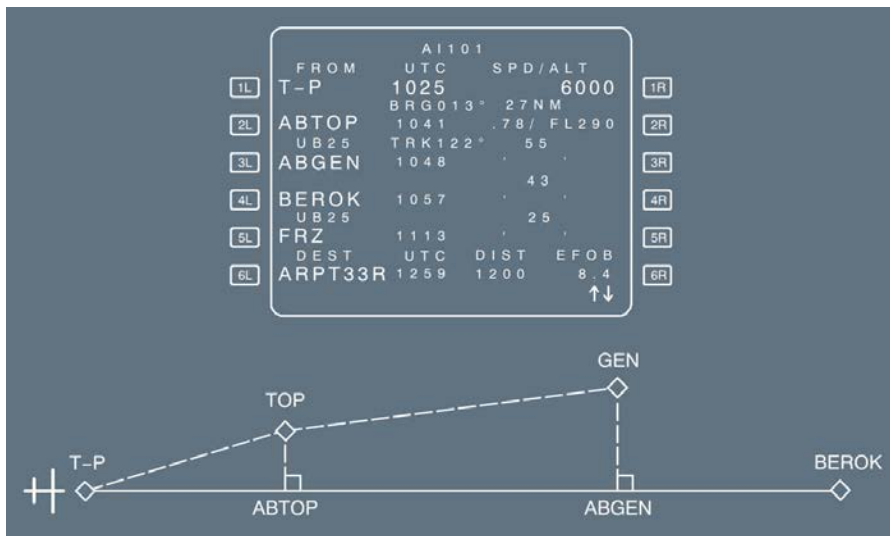 AI101
FROM UTC SPD/ALT
1L T-P 1025 6000 1R
BRG013° 27NM
2L ABTOP 1041 .78/ FL290 2R
UB25 TRK122° 55
3L ABGEN 1048 ' ' 3R
43
4L BEROK 1057 ' ' 4R
UB25 25
5L FRZ 1113 ' ' 5R
DEST UTC DIST EFOB
6L ARPT33R 1259 1200 8.4 6R
↑↓
GEN
TOP
T-P
BEROK
ABTOP ABGEN